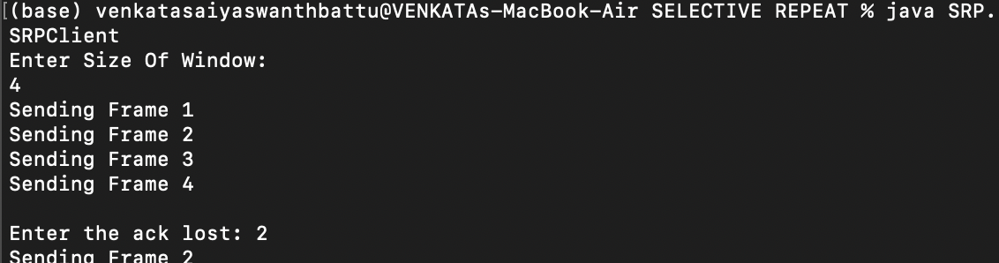 [(base) venkatasaiyaswanthbattu@VENKATAs-MacBook-Air SELECTIVE REPEAT % java SRP.
SRPClient
Enter Size Of Window:
4
Sending Frame 1
Sending Frame 2
Sending Frame 3
Sending Frame 4
Enter the ack lost: 2
Sending Frame 2